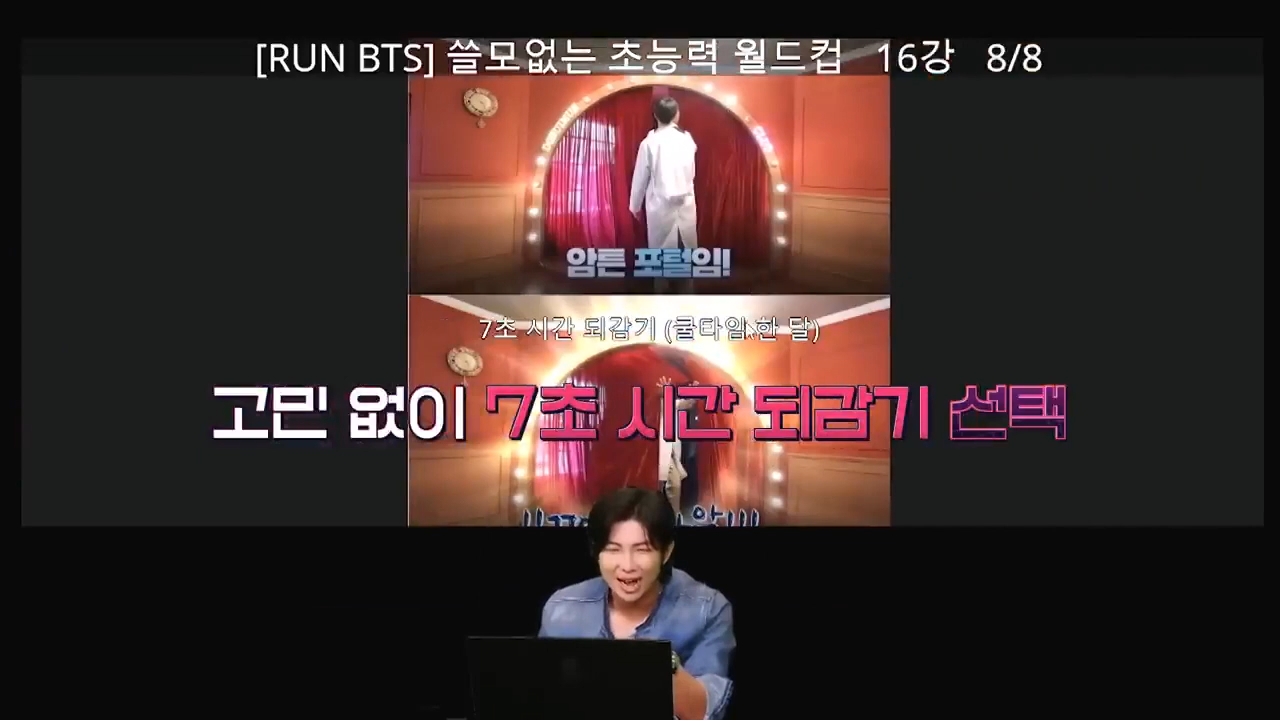 [RUN BTS] 쓸모없는 초능력 월드컵 16강 8/8
암튼 포털임!
7초 시간 되감기 (쿨타임 한 달)
고민 없이 7초 시간 되감기 선택